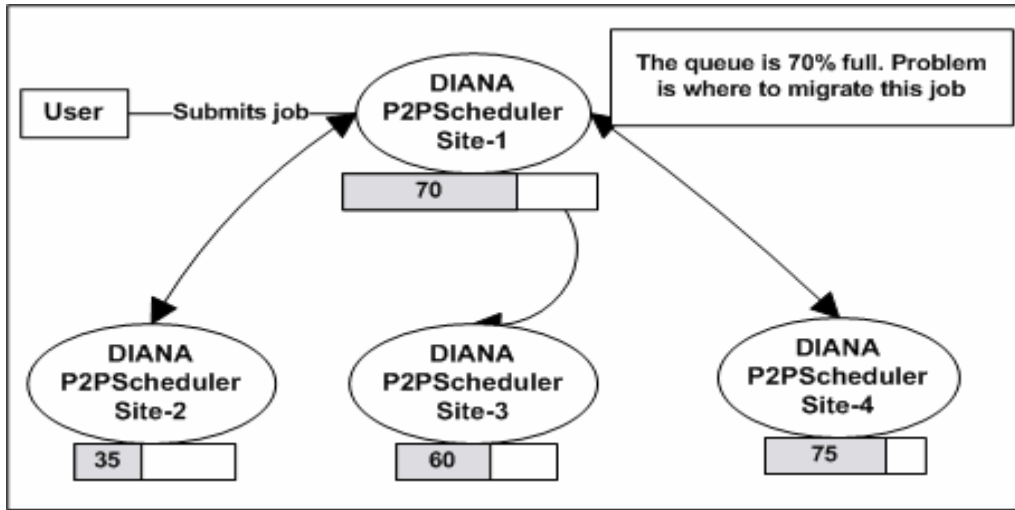 User
Submits job
DIANA
P2PScheduler
Site-1
70
The queue is 70% full. Problem
is where to migrate this job
DIANA
P2PScheduler
Site-2
35
DIANA
P2PScheduler
Site-3
60
DIANA
P2PScheduler
Site-4
75